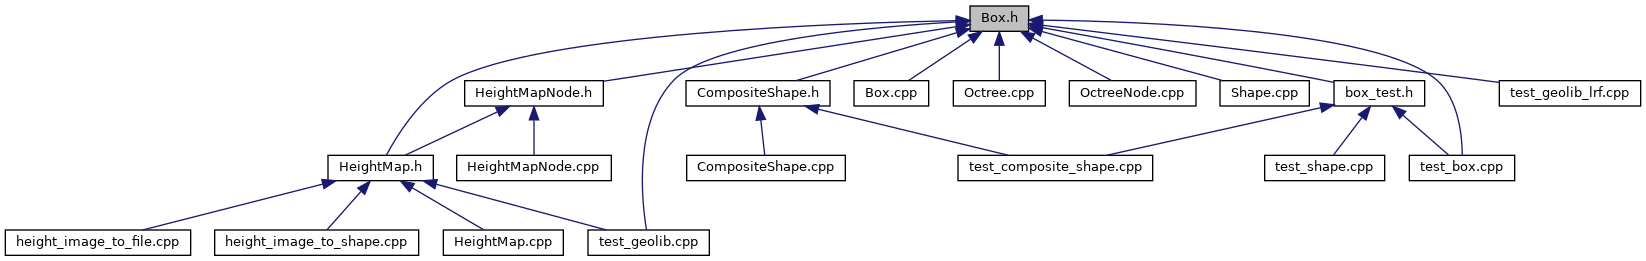 Box.h
HeightMapNode.h
CompositeShape.h
Box.cpp
Octree.cpp
OctreeNode.cpp
Shape.cpp
box_test.h
test_geolib_lrf.cpp
HeightMap.h
HeightMapNode.cpp
CompositeShape.cpp
test_composite_shape.cpp
test_shape.cpp
test_box.cpp
height_image_to_file.cpp
height_image_to_shape.cpp
HeightMap.cpp
test_geolib.cpp